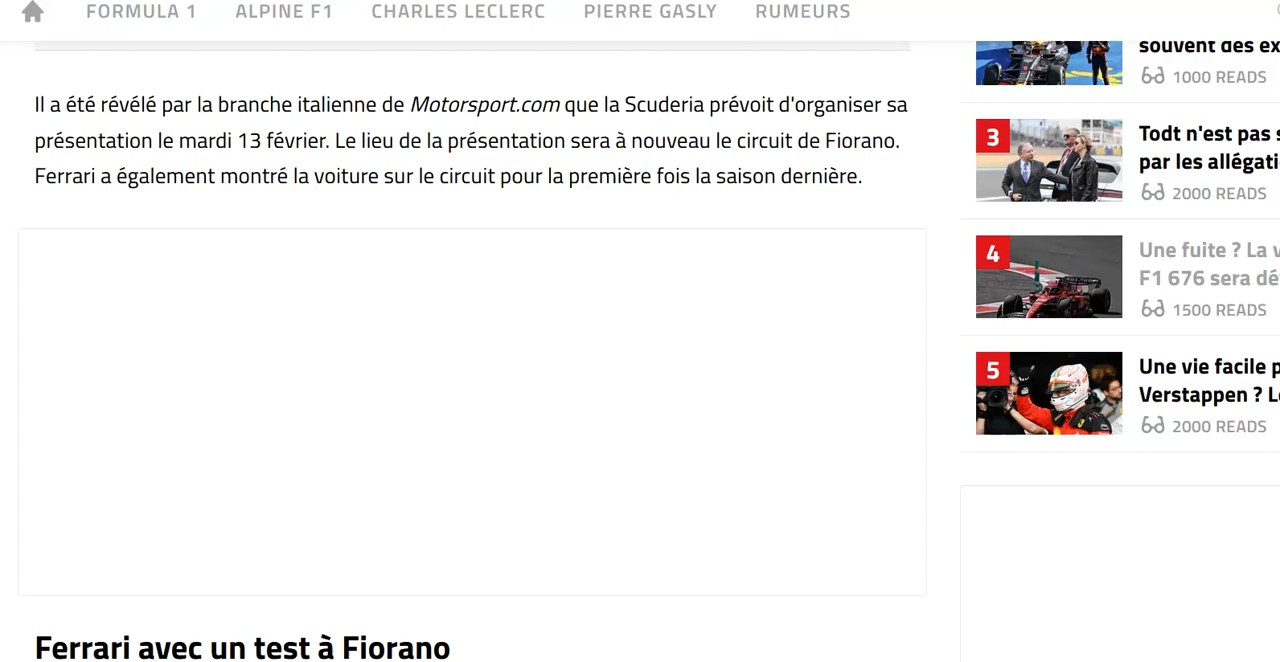 FORMULA 1 ALPINE F1 CHARLES LECLERC PIERRE GASLY RUMEURS
Il a été révélé par la branche italienne de Motorsport.com que la Scuderia prévoit d'organiser sa
présentation le mardi 13 février. Le lieu de la présentation sera à nouveau le circuit de Fiorano.
Ferrari a également montré la voiture sur le circuit pour la première fois la saison dernière.
Ferrari avec un test à Fiorano
souvent des ex
1000 READS
3
Todt n'est pas s
par les allégati
2000 READS
4
Une fuite ? La v
F1 676 sera dé
1500 READS
5
Une vie facile p
Verstappen ? Le
2000 READS